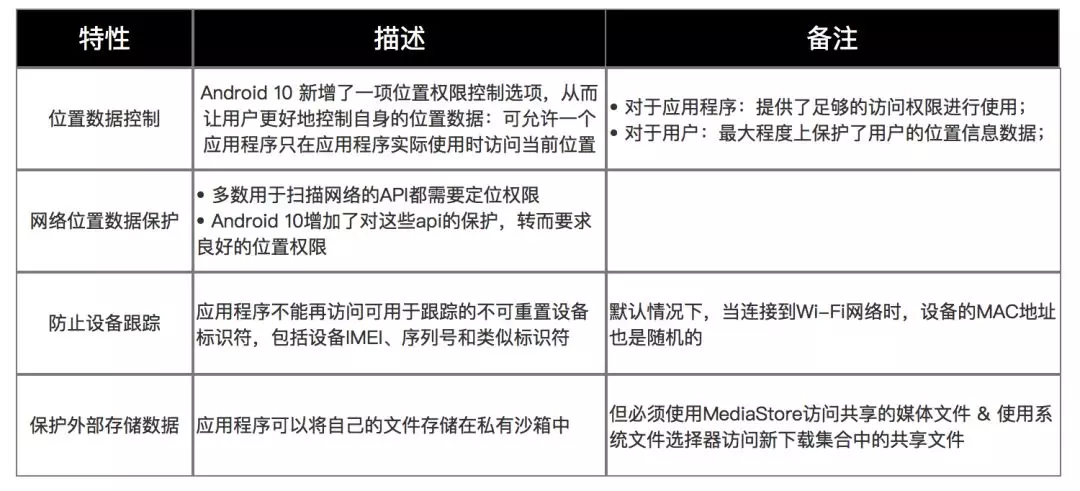 特性
描述
备注
位置数据控制
Android 10 新增了一项位置权限控制选项，从而
让用户更好地控制自身的位置数据：可允许一个
应用程序只在应用程序实际使用时访问当前位置
• 对于应用程序：提供了足够的访问权限进行使用；
• 对于用户：最大程度上保护了用户的位置信息数据；
网络位置数据保护
• 多数用于扫描网络的API都需要定位权限
• Android 10增加了对这些api的保护，转而要求
良好的位置权限
防止设备跟踪
应用程序不能再访问可用于跟踪的不可重置设备
标识符，包括设备IMEI、序列号和类似标识符
默认情况下，当连接到Wi-Fi网络时，设备的MAC地址
也是随机的
保护外部存储数据
应用程序可以将自己的文件存储在私有沙箱中
但必须使用MediaStore访问共享的媒体文件 & 使用系
统文件选择器访问新下载集合中的共享文件